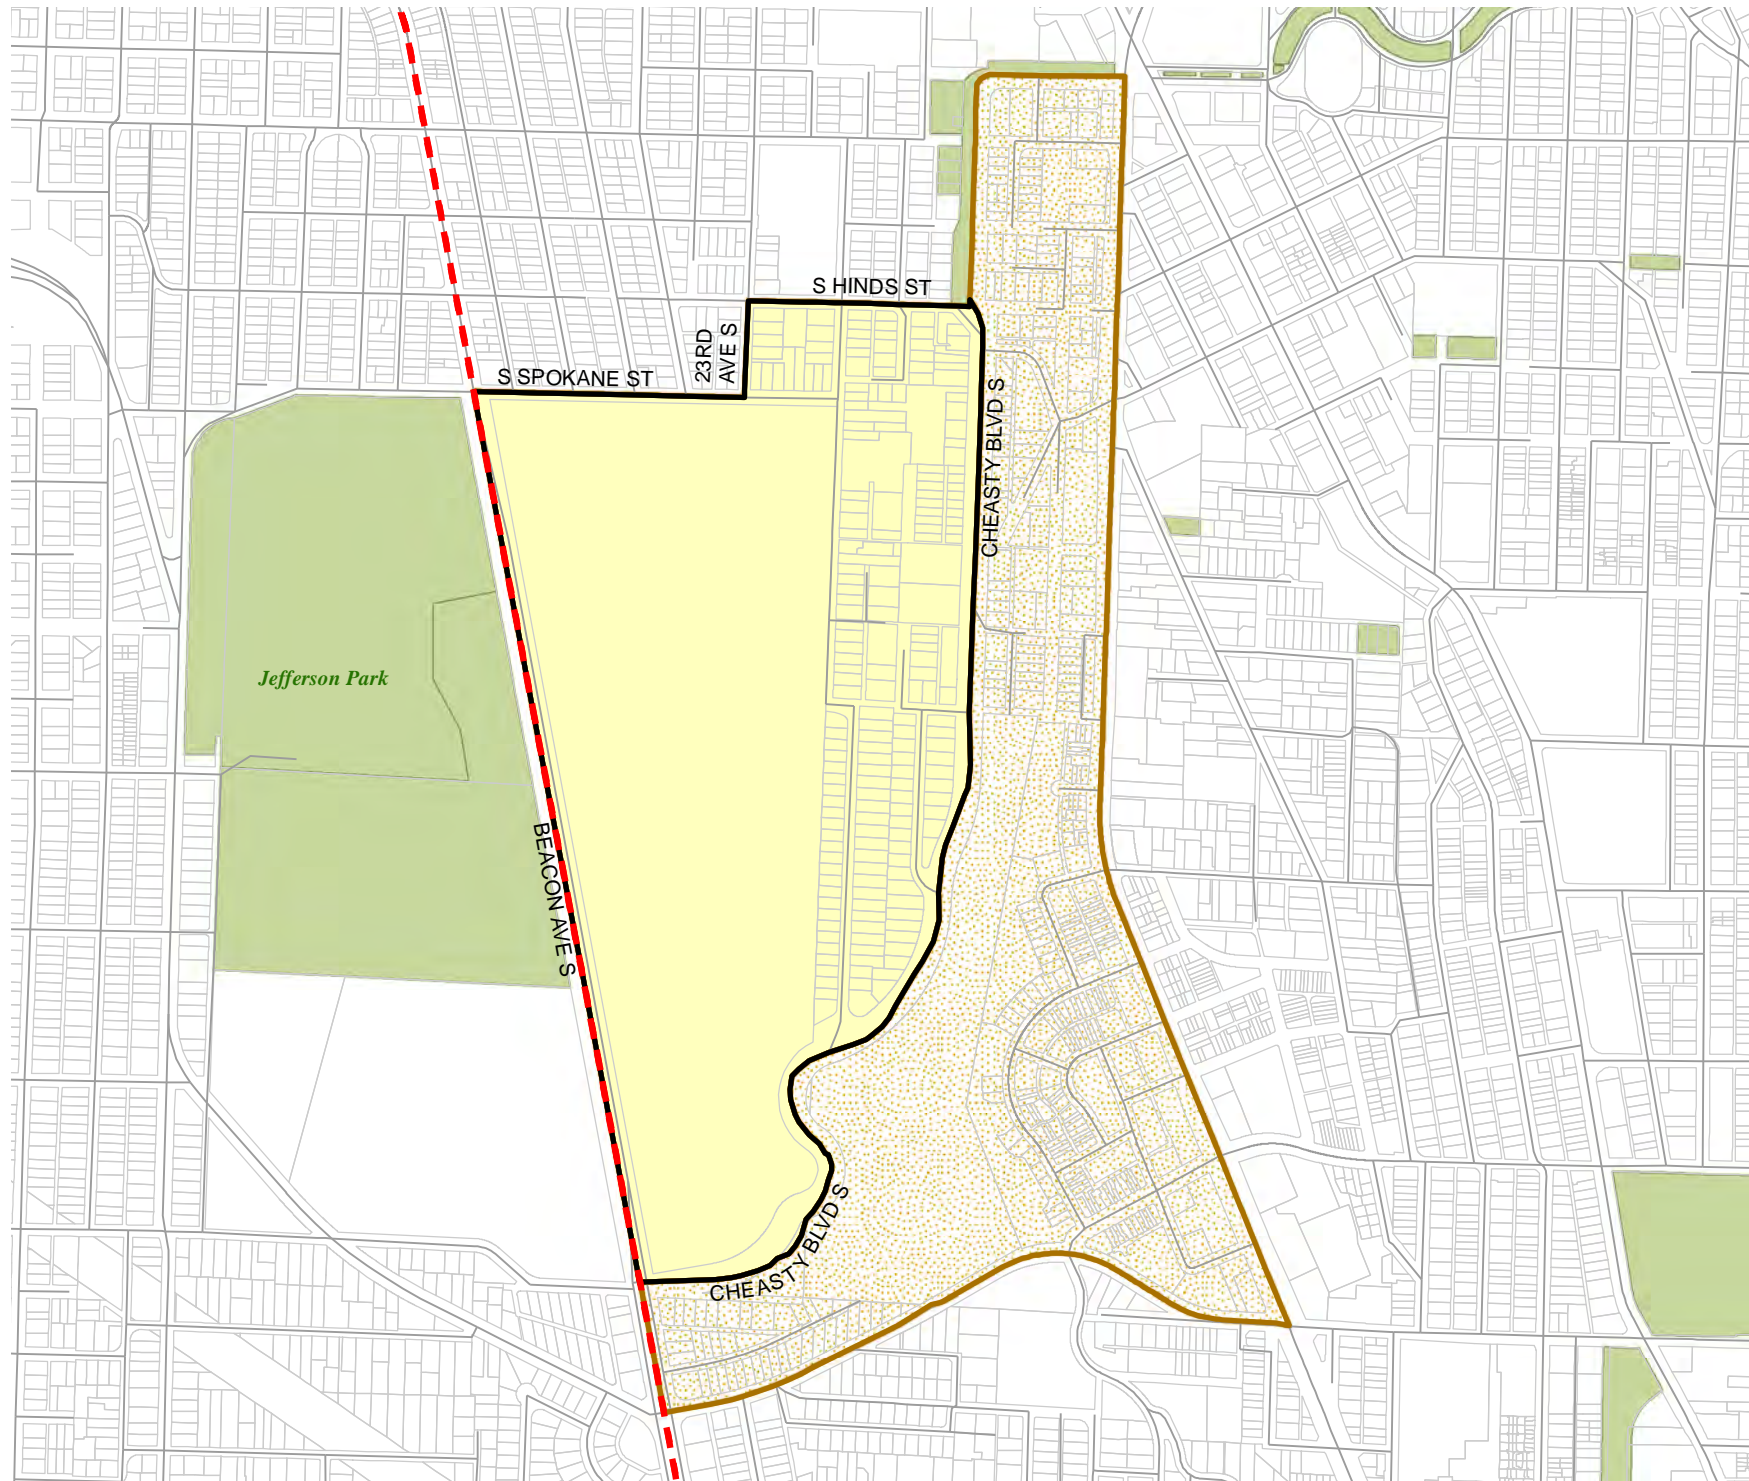 S HINDS ST
23RD
AVE S
S SPOKANE ST
CHEASTY BLVD S
Jefferson Park
BEACON AVE S
CHEASTY BLVD S